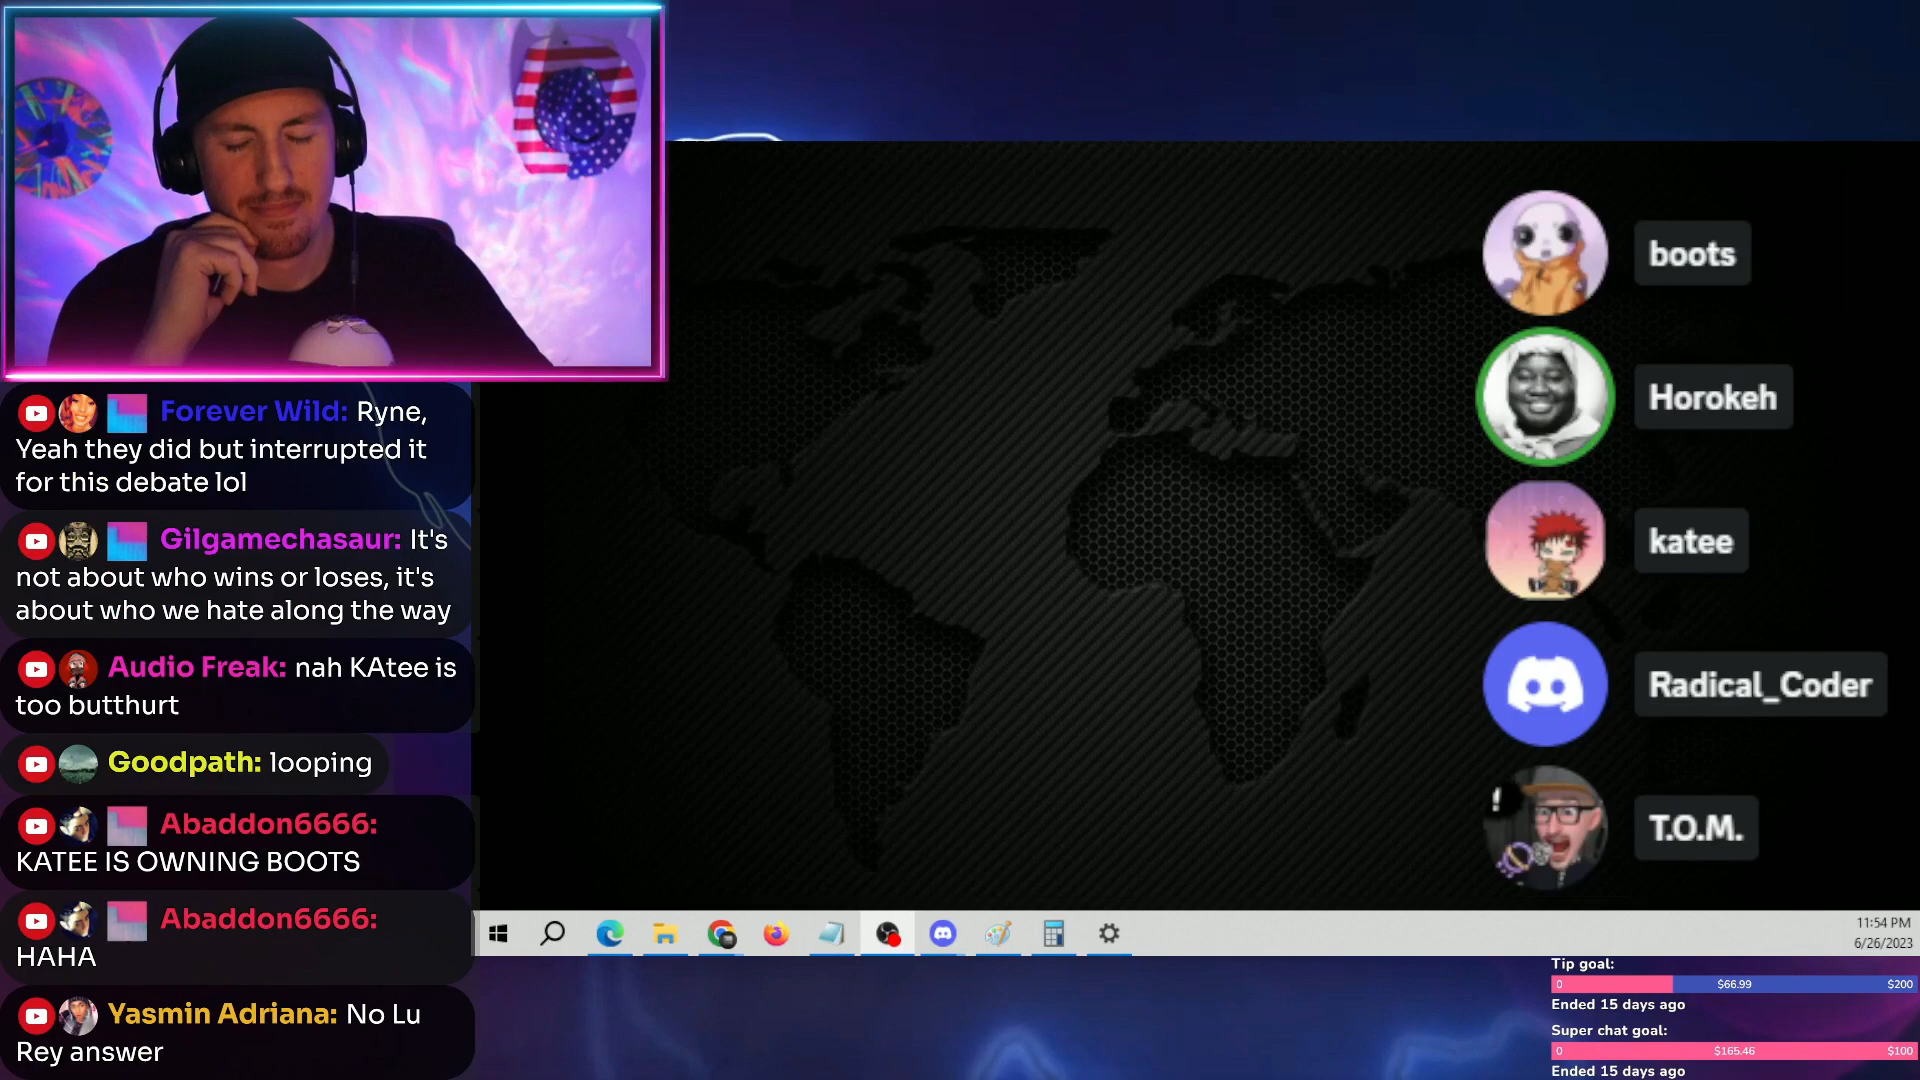 Forever Wild: Ryne,
Yeah they did but interrupted it
for this debate lol
Gilgamechasaur: It's
not about who wins or loses, it's
about who we hate along the way
Audio Freak: nah KAtee is
too butthurt
Goodpath: looping
Abaddon6666:
KATEE IS OWNING BOOTS
Abaddon6666:
HAHA
Yasmin Adriana: No Lu
Rey answer
boots
Horokeh
katee
Radical_Coder
!
T.O.M.
11:54 PM
6/26/2023
Tip goal:
0 $66.99 $200
Ended 15 days ago
Super chat goal:
0 $165.46 $100
Ended 15 days ago